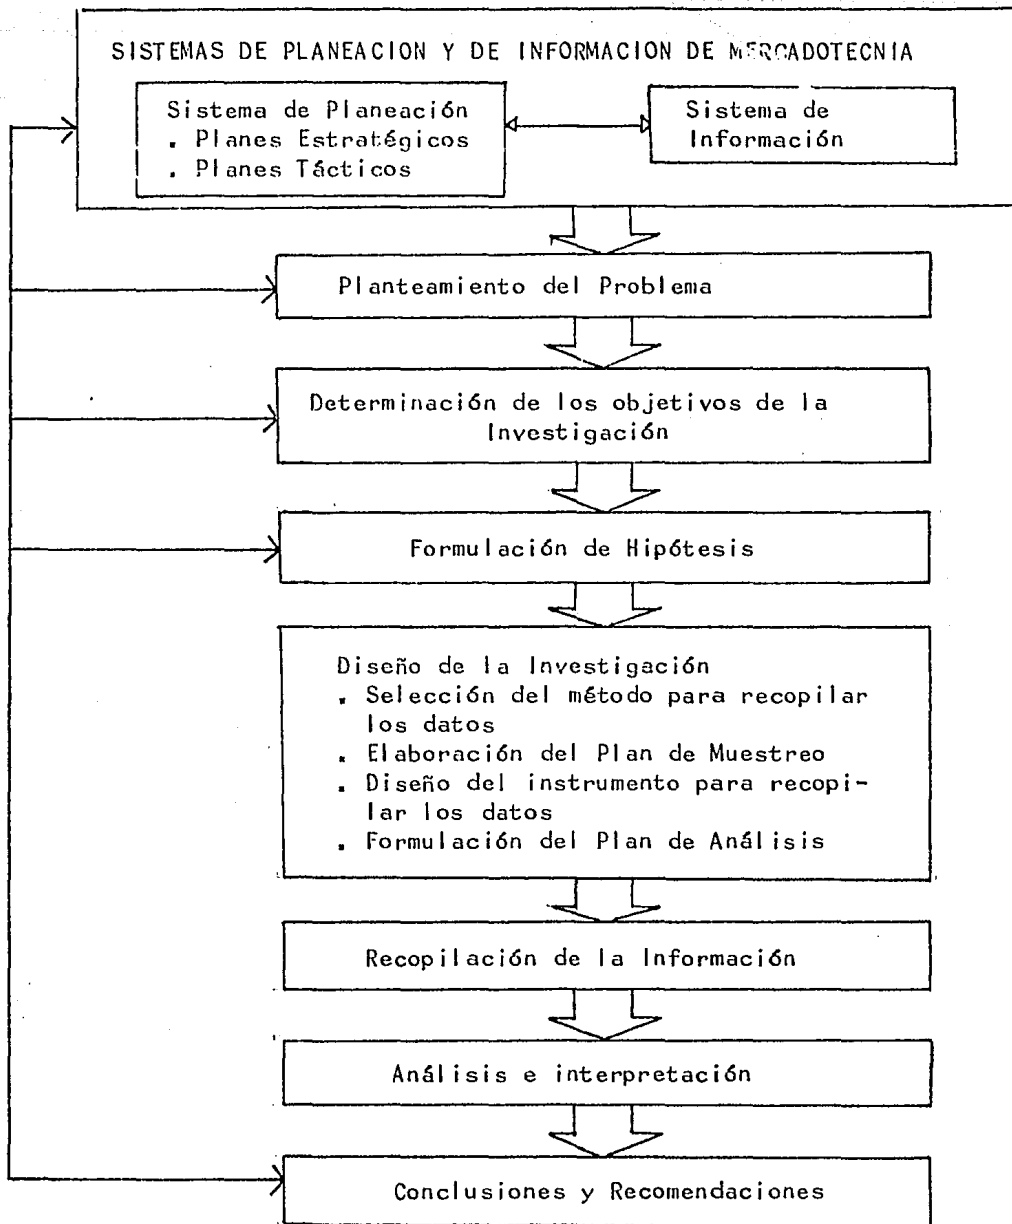 SISTEMAS DE PLANEACION Y DE INFORMACION DE MERCADOTECNIA
Sistema de Planeación
. Planes Estratégicos
. Planes Tácticos
Sistema de
Información
Planteamiento del Problema
Determinación de los objetivos de la
Investigación
Formulación de Hipótesis
Diseño de la Investigación
. Selección del método para recopilar
los datos
. Elaboración del Plan de Muestreo
. Diseño del instrumento para recopi-
lar los datos
. Formulación del Plan de Análisis
Recopilación de la Información
Análisis e interpretación
Conclusiones y Recomendaciones